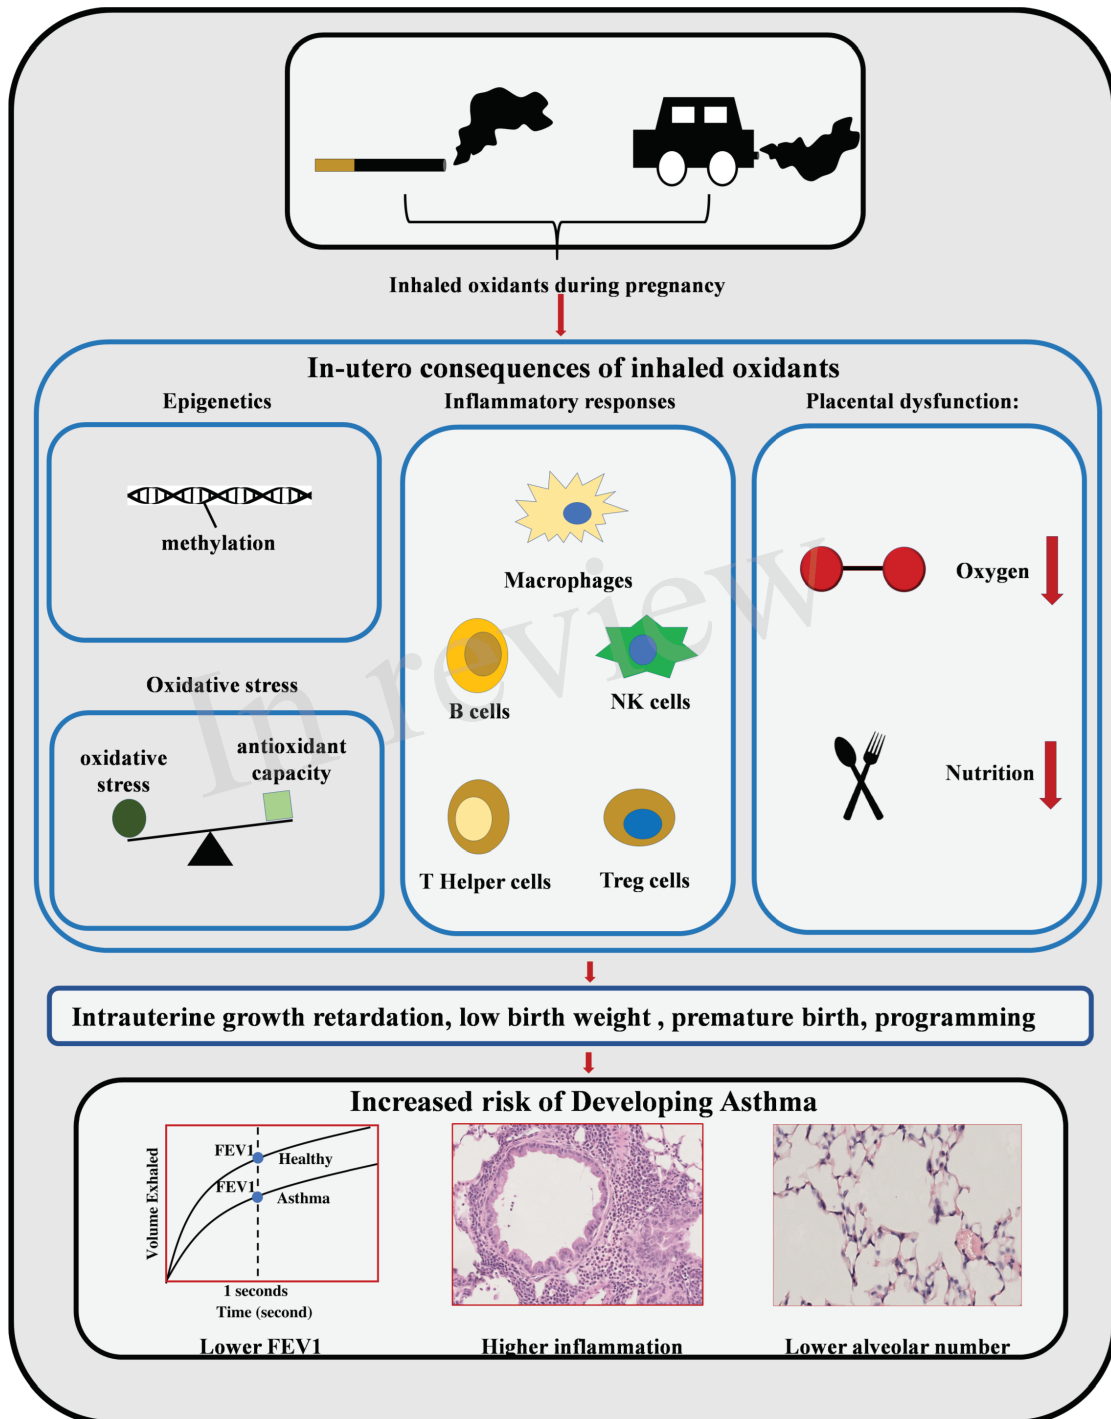 Inhaled oxidants during pregnancy
In-utero consequences of inhaled oxidants
Epigenetics
methylation
Oxidative stress
oxidative
stress
antioxidant
capacity
Inflammatory responses
Macrophages
B cells
NK cells
T Helper cells
Treg cells
Placental dysfunction:
Oxygen
Nutrition
In review
Intrauterine growth retardation, low birth weight , premature birth, programming
Increased risk of Developing Asthma
Volume Exhaled
FEV1
Healthy
FEV1
Asthma
1 seconds
Time (second)
Lower FEV1
Higher inflammation
Lower alveolar number